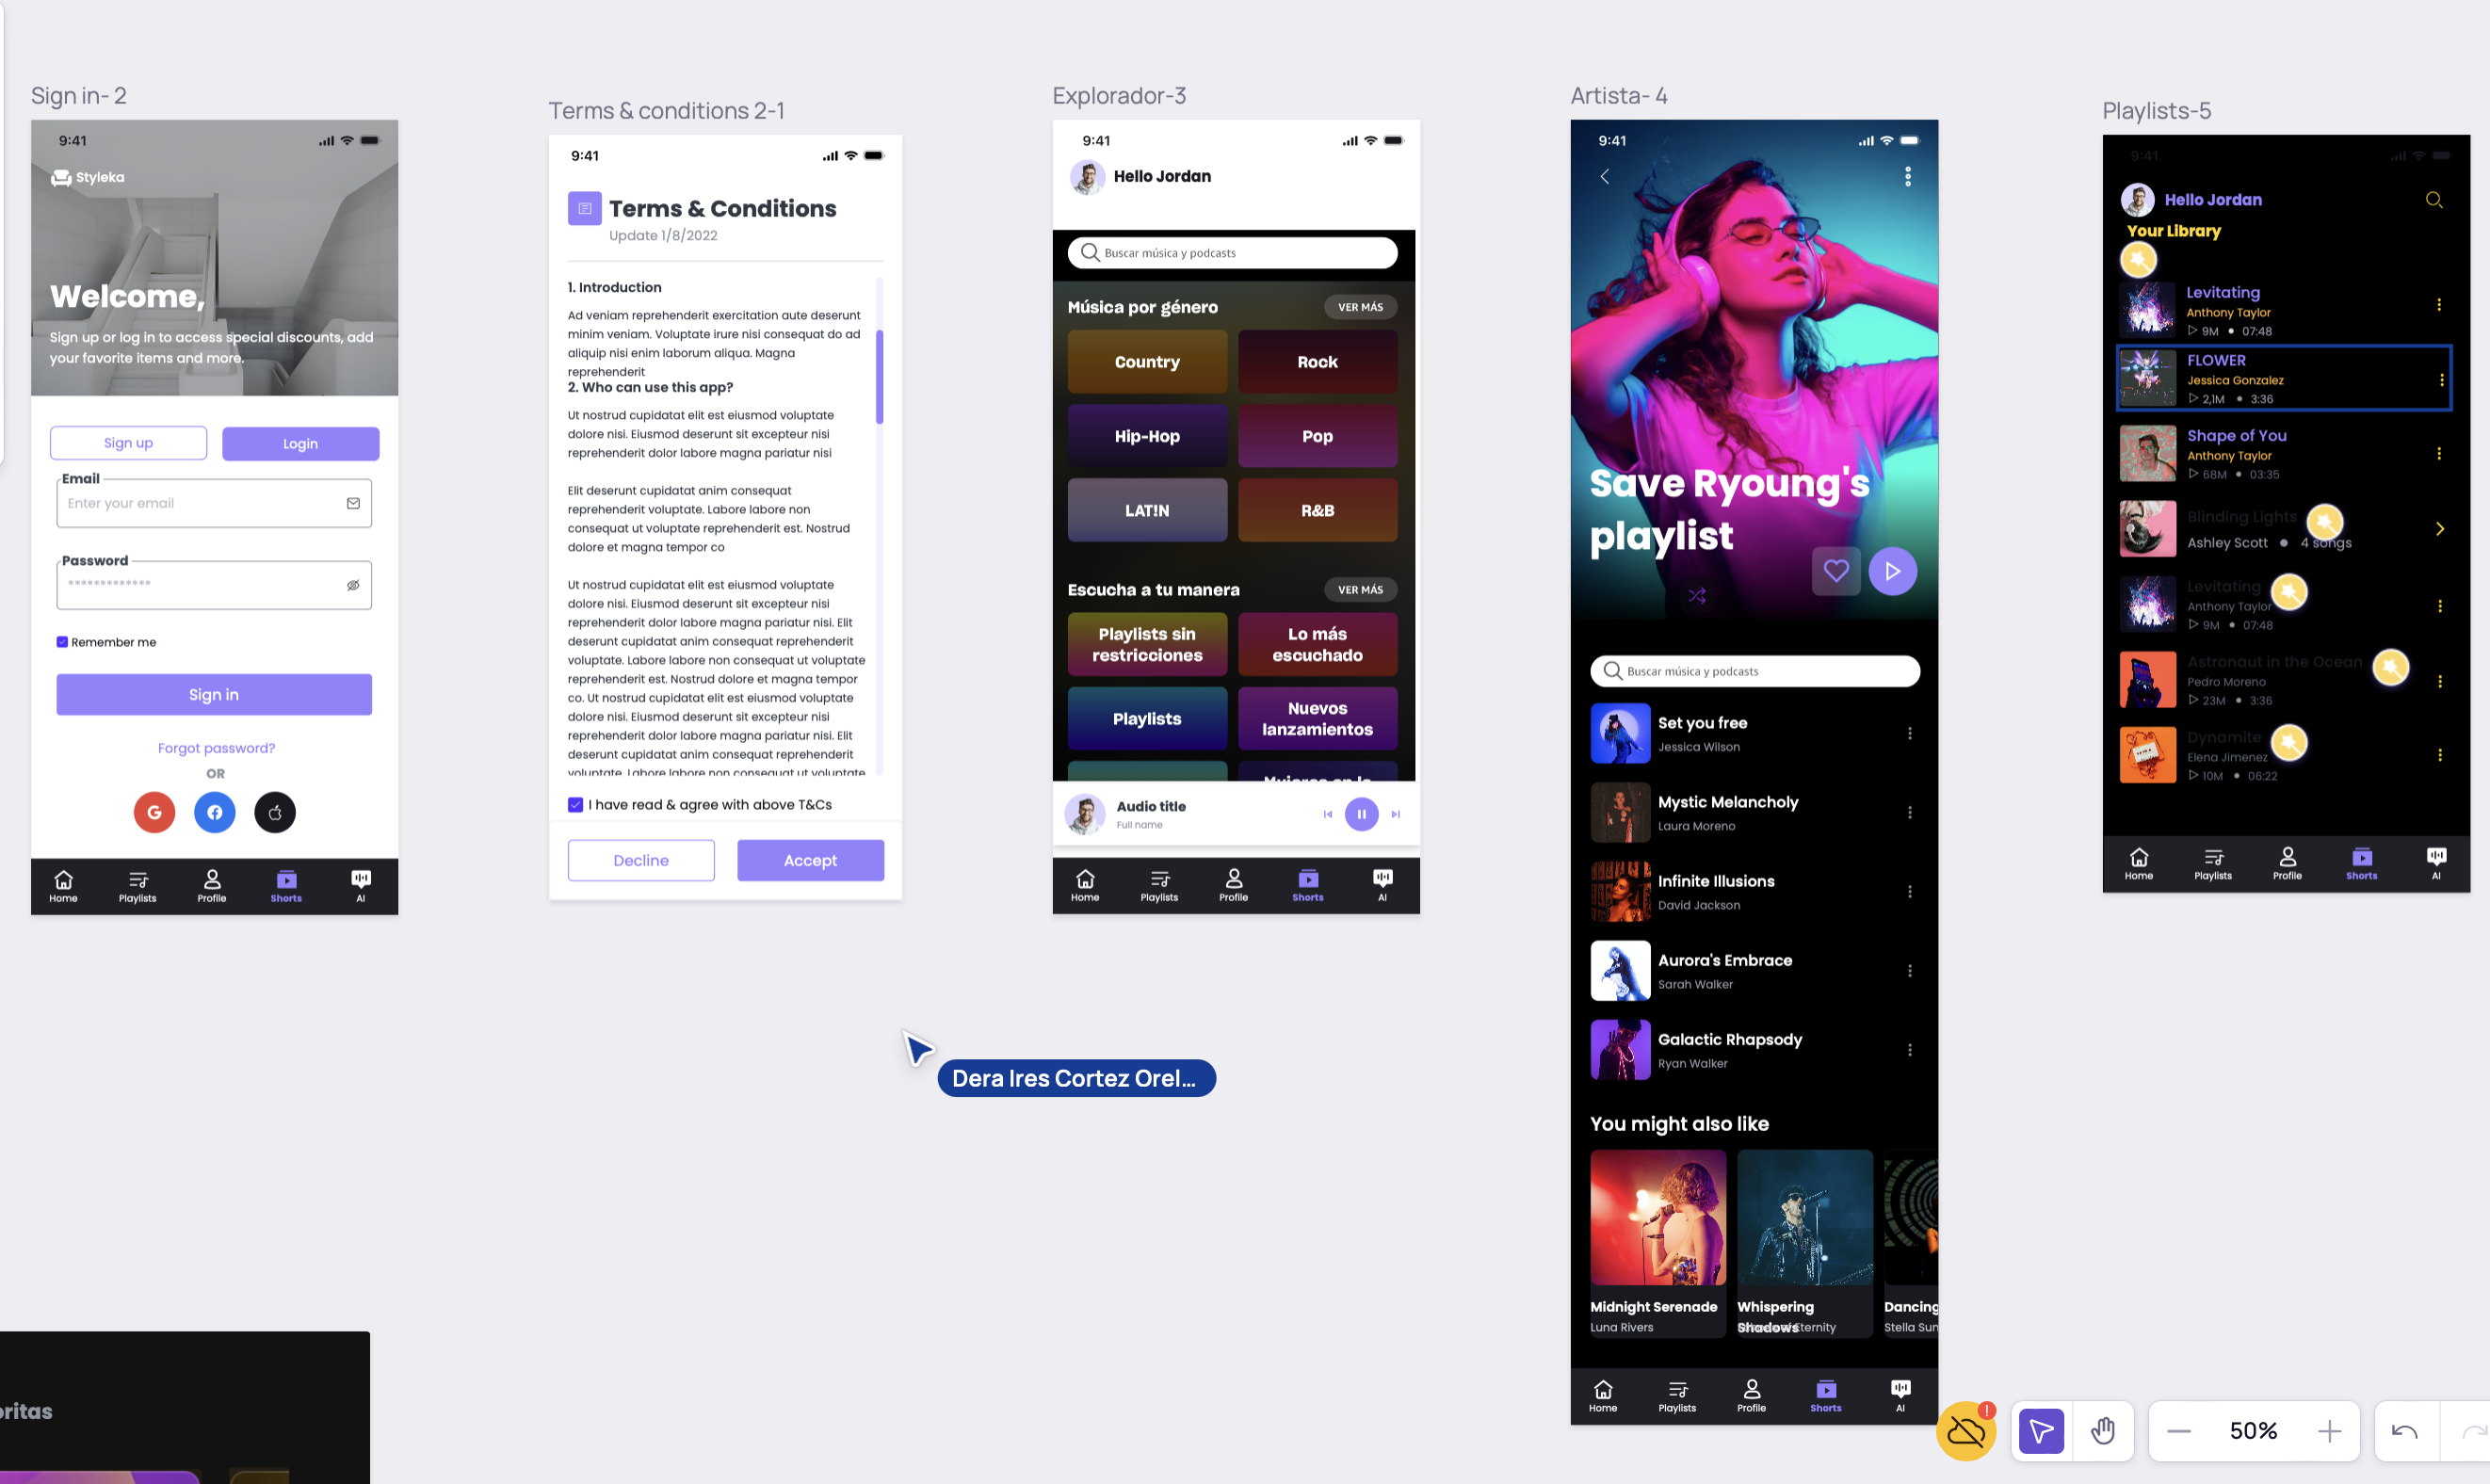 Sign in- 2
9:41
Styleka
Welcome,
Sign up or log in to access special discounts, add
your favorite items and more.
Sign up
Login
Email
Enter your email
Password
*************
Remember me
Sign in
Forgot password?
OR
Home
Playlists
Profile
Shorts
AI
Terms & conditions 2-1
9:41
Terms & Conditions
Update 1/8/2022
1. Introduction
Ad veniam reprehenderit exercitation aute deserunt
minim veniam. Voluptate irure nisi consequat do ad
aliquip nisi enim laborum aliqua. Magna
reprehenderit
2. Who can use this app?
Ut nostrud cupidatat elit est eiusmod voluptate
dolore nisi. Eiusmod deserunt sit excepteur nisi
reprehenderit dolor labore magna pariatur nisi
Elit deserunt cupidatat anim consequat
reprehenderit voluptate. Labore labore non
consequat ut voluptate reprehenderit est. Nostrud
dolore et magna tempor co
Ut nostrud cupidatat elit est eiusmod voluptate
dolore nisi. Eiusmod deserunt sit excepteur nisi
reprehenderit dolor labore magna pariatur nisi. Elit
deserunt cupidatat anim consequat reprehenderit
voluptate. Labore labore non consequat ut voluptate
reprehenderit est. Nostrud dolore et magna tempor
co. Ut nostrud cupidatat elit est eiusmod voluptate
dolore nisi. Eiusmod deserunt sit excepteur nisi
reprehenderit dolor labore magna pariatur nisi. Elit
deserunt cupidatat anim consequat reprehenderit
voluptate. Labore labore non consequat ut voluptate
I have read & agree with above T&Cs
Decline
Accept
Explorador-3
9:41
Hello Jordan
Buscar música y podcasts
Música por género
VER MÁS
Country
Rock
Hip-Hop
Pop
LAT!N
R&B
Escucha a tu manera
VER MÁS
Playlists sin
restricciones
Lo más
escuchado
Playlists
Nuevos
lanzamientos
Mujeres en la
Audio title
Full name
Home
Playlists
Profile
Shorts
AI
Artista- 4
9:41
Save Ryoung's
playlist
Buscar música y podcasts
Set you free
Jessica Wilson
Mystic Melancholy
Laura Moreno
Infinite Illusions
David Jackson
Aurora's Embrace
Sarah Walker
Galactic Rhapsody
Ryan Walker
You might also like
Midnight Serenade
Luna Rivers
Whispering
Shadows
Eternity
Dancing
Stella Sun
Home
Playlists
Profile
Shorts
AI
Playlists-5
9:41
Hello Jordan
Your Library
Levitating
Anthony Taylor
9M • 07:48
FLOWER
Jessica Gonzalez
2,1M • 3:36
Shape of You
Anthony Taylor
68M • 03:35
Blinding Lights
Ashley Scott • 4 songs
Levitating
Anthony Taylor
9M • 07:48
Astronaut in the Ocean
Pedro Moreno
23M • 3:36
Dynamite
Elena Jimenez
10M • 06:22
Home
Playlists
Profile
Shorts
AI
Dera Ires Cortez Orel...
oritas
50%